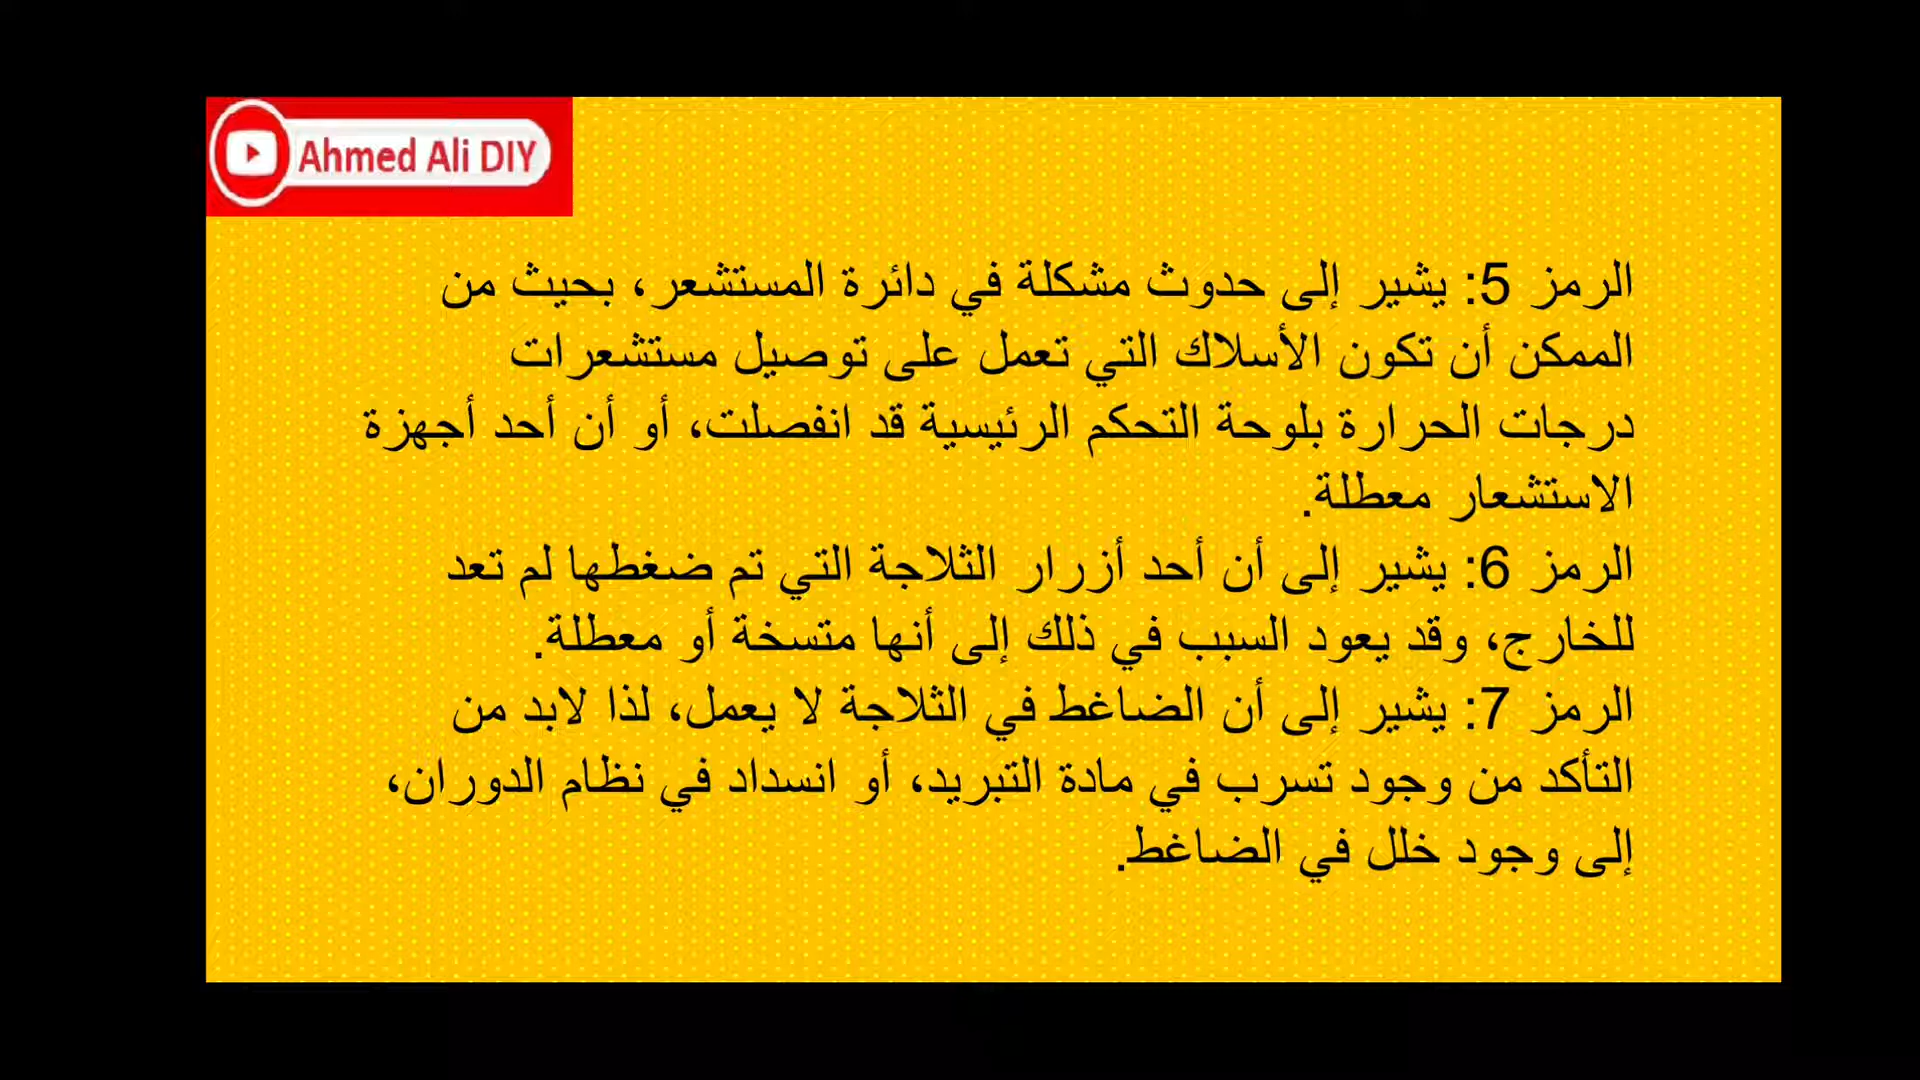 Ahmed Ali DIY
الرمز 5: يشير إلى حدوث مشكلة في دائرة المستشعر، بحيث من
الممكن أن تكون الأسلاك التي تعمل على توصيل مستشعرات
درجات الحرارة بلوحة التحكم الرئيسية قد انفصلت، أو أن أحد أجهزة
الاستشعار معطلة.
الرمز 6: يشير إلى أن أحد أزرار الثلاجة التي تم ضغطها لم تعد
للخارج، وقد يعود السبب في ذلك إلى أنها متسخة أو معطلة.
الرمز 7: يشير إلى أن الضاغط في الثلاجة لا يعمل، لذا لابد من
التأكد من وجود تسرب في مادة التبريد، أو انسداد في نظام الدوران،
إلى وجود خلل في الضاغط.